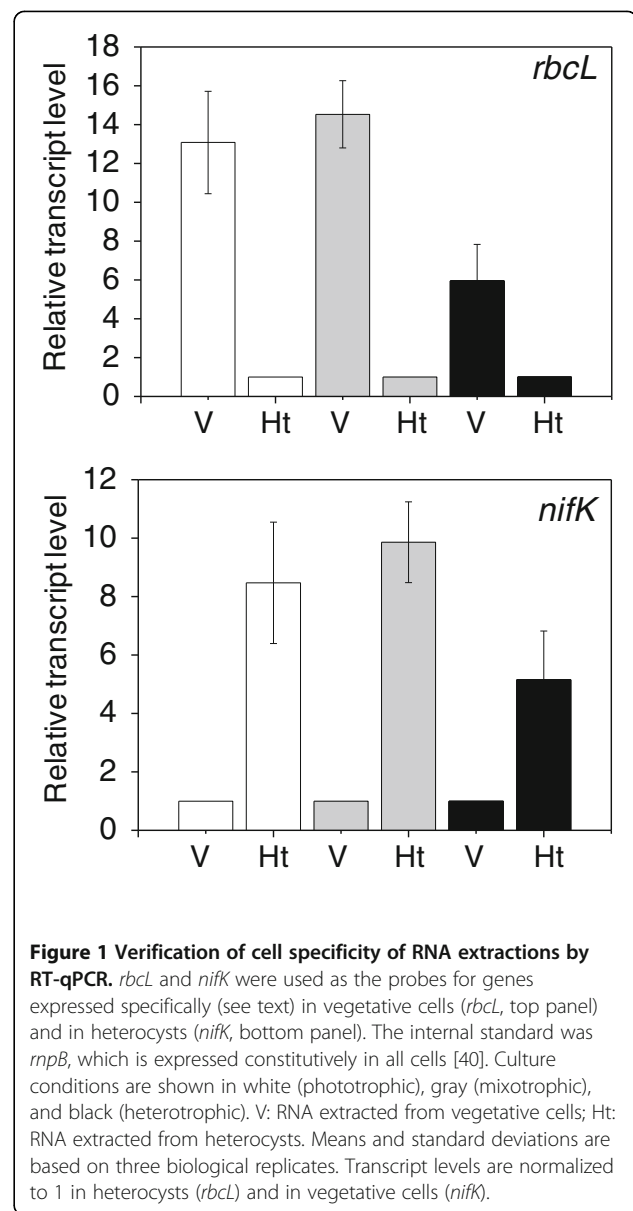 18
16
14
12
10
8
6
4
2
0
Relative transcript level
rbcL
V Ht V Ht V Ht
12
10
8
6
4
2
0
Relative transcript level
nifK
V Ht V Ht V Ht
Figure 1 Verification of cell specificity of RNA extractions by
RT-qPCR. rbcL and nifK were used as the probes for genes
expressed specifically (see text) in vegetative cells (rbcL, top panel)
and in heterocysts (nifK, bottom panel). The internal standard was
rnpB, which is expressed constitutively in all cells [40]. Culture
conditions are shown in white (phototrophic), gray (mixotrophic),
and black (heterotrophic). V: RNA extracted from vegetative cells; Ht:
RNA extracted from heterocysts. Means and standard deviations are
based on three biological replicates. Transcript levels are normalized
to 1 in heterocysts (rbcL) and in vegetative cells (nifK).